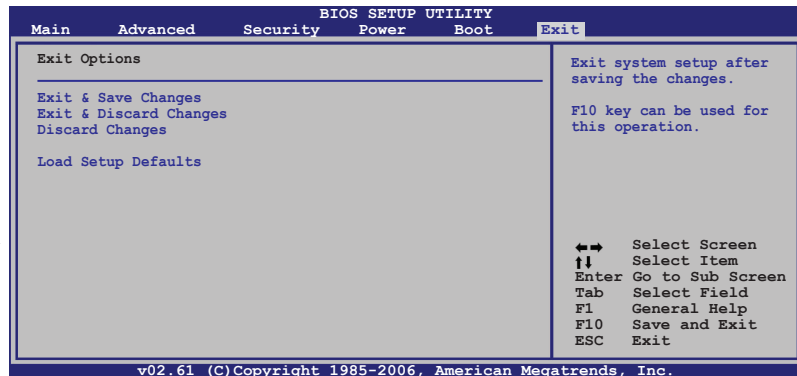 BIOS SETUP UTILITY
Main Advanced Security Power Boot Exit
Exit Options
Exit & Save Changes
Exit & Discard Changes
Discard Changes
Load Setup Defaults
Exit system setup after
saving the changes.
F10 key can be used for
this operation.
←→ Select Screen
↑↓ Select Item
Enter Go to Sub Screen
Tab Select Field
F1 General Help
F10 Save and Exit
ESC Exit
v02.61 (C)Copyright 1985-2006, American Megatrends, Inc.